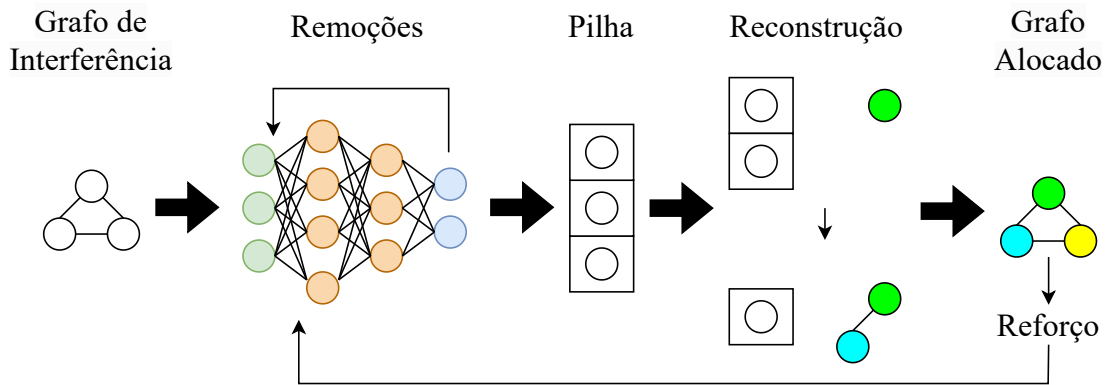 Grafo de
Interferência
Remoções
Pilha
Reconstrução
Grafo
Alocado
Reforço